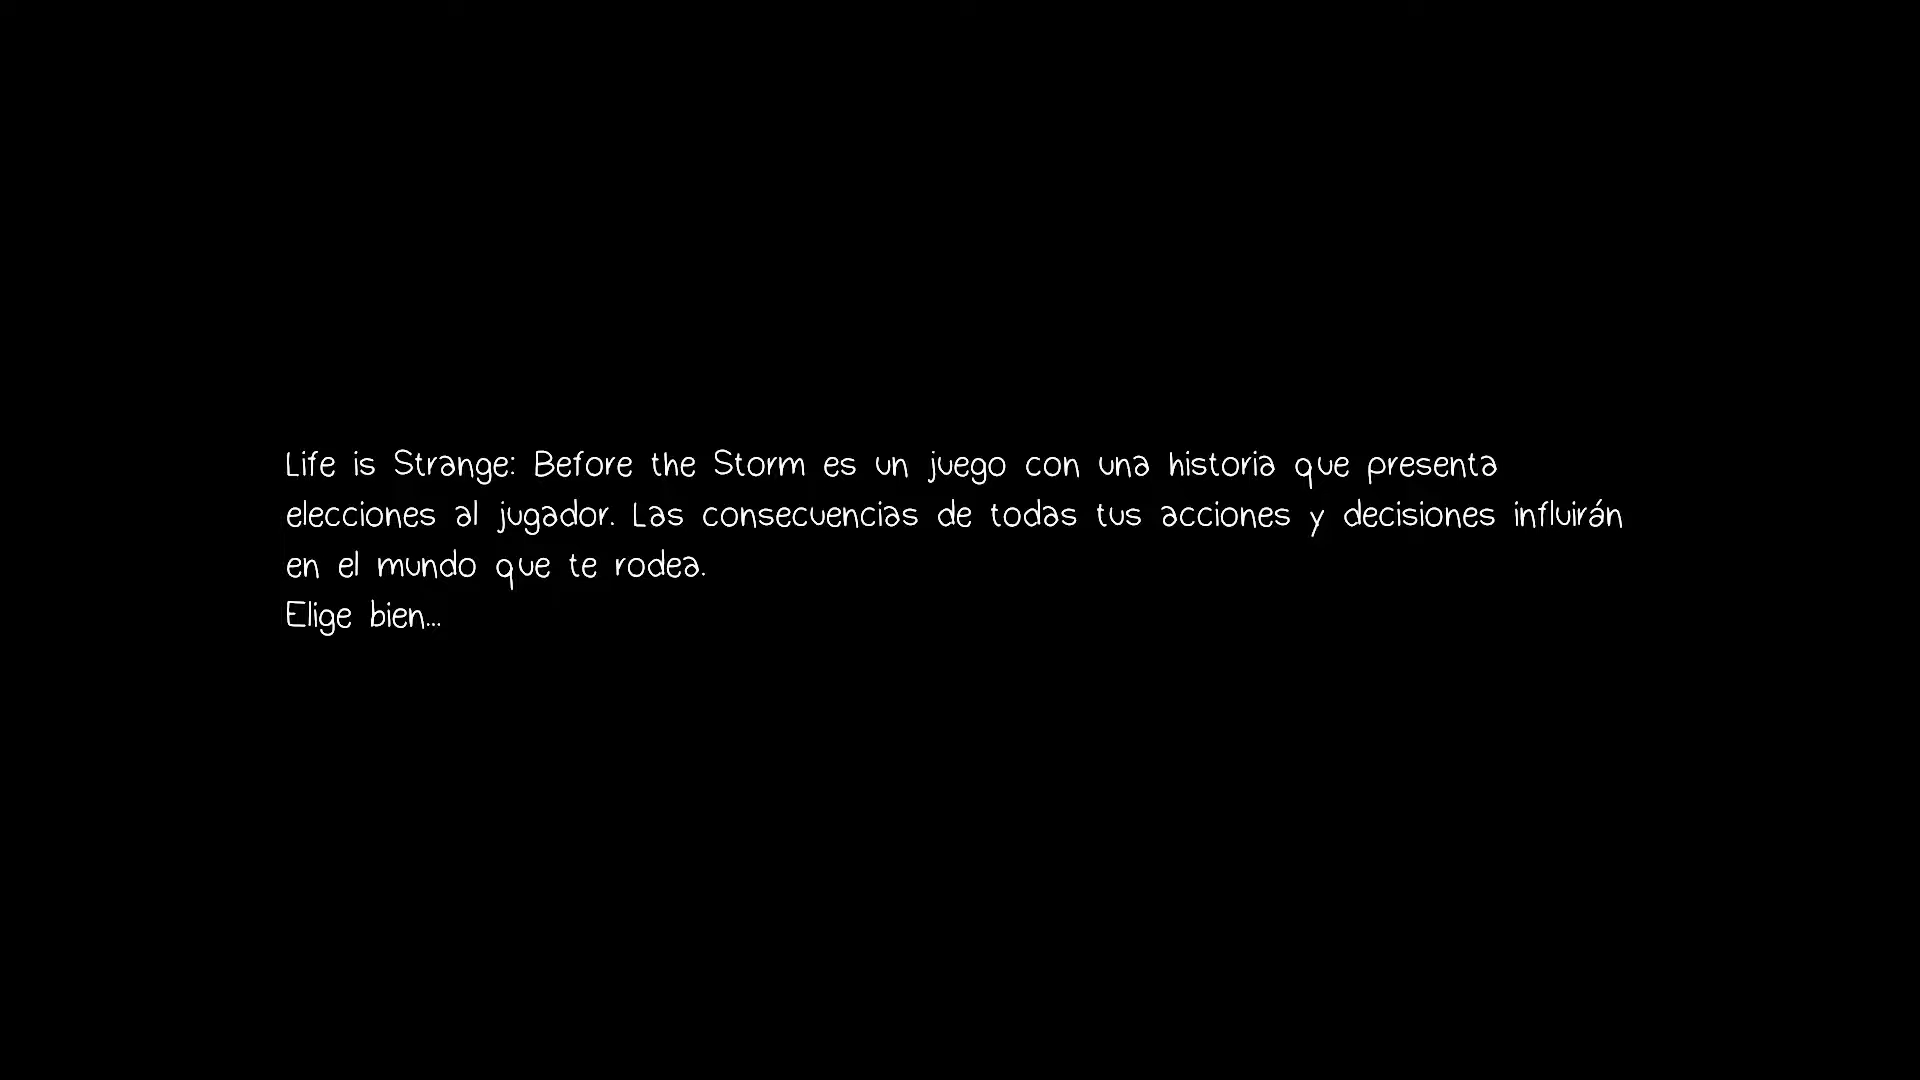 Life is Strange: Before the Storm es un juego con una historia que presenta
elecciones al jugador. Las consecuencias de todas tus acciones y decisiones influirán
en el mundo que te rodea.
Elige bien...